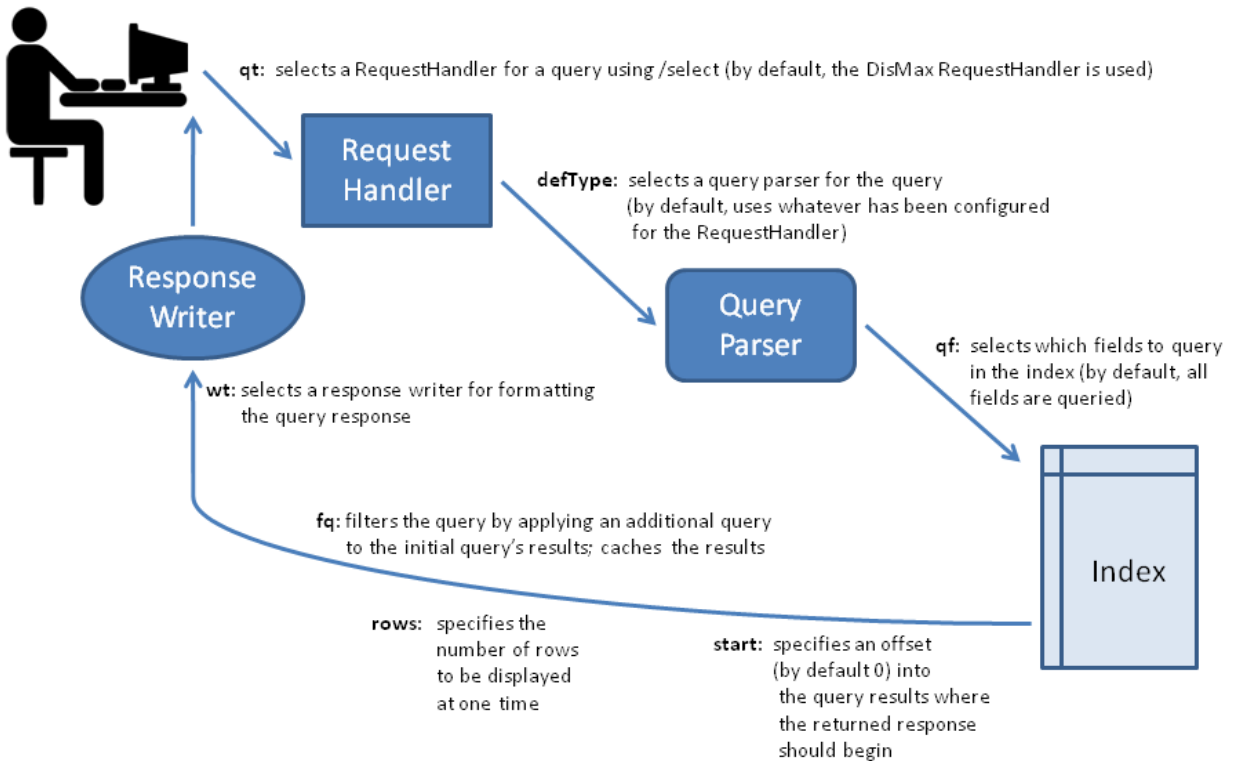 qt: selects a RequestHandler for a query using /select (by default, the DisMax RequestHandler is used)
Request
Handler
defType: selects a query parser for the query
(by default, uses whatever has been configured
for the RequestHandler)
Response
Writer
Query
Parser
qf: selects which fields to query
in the index (by default, all
fields are queried)
wt: selects a response writer for formatting
the query response
fq: filters the query by applying an additional query
to the initial query's results; caches the results
Index
rows: specifies the
number of rows
to be displayed
at one time
start: specifies an offset
(by default 0) into
the query results where
the returned response
should begin